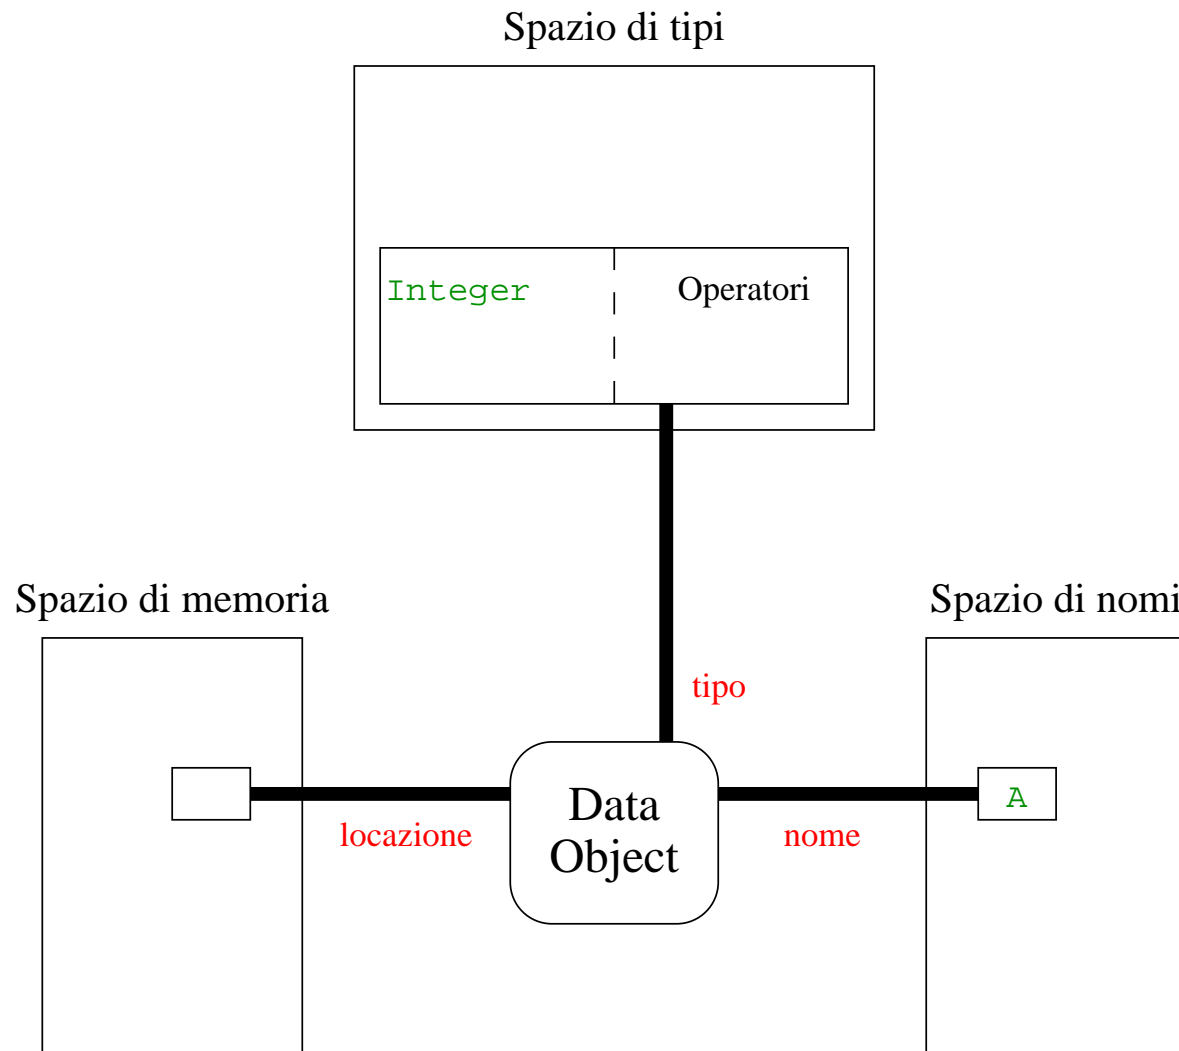 Spazio di tipi
Integer
Operatori
Spazio di memoria
Spazio di nomi
tipo
Data
Object
A
locazione
nome